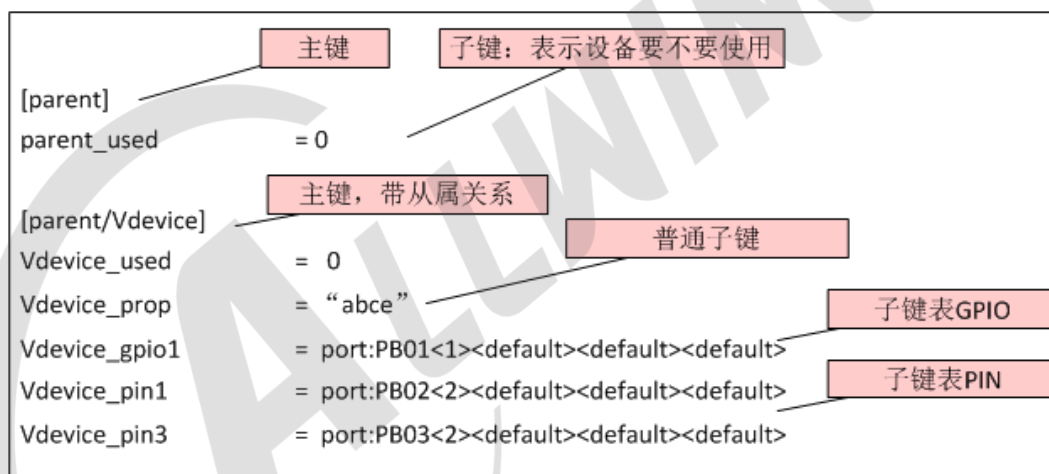 主键
子键：表示设备要不要使用
[parent]
parent_used = 0
主键，带从属关系
[parent/Vdevice]
普通子键
Vdevice_used = 0
Vdevice_prop = “abce”
子键表GPIO
Vdevice_gpio1 = port:PB01<1><default><default><default>
子键表PIN
Vdevice_pin1 = port:PB02<2><default><default><default>
Vdevice_pin3 = port:PB03<2><default><default><default>